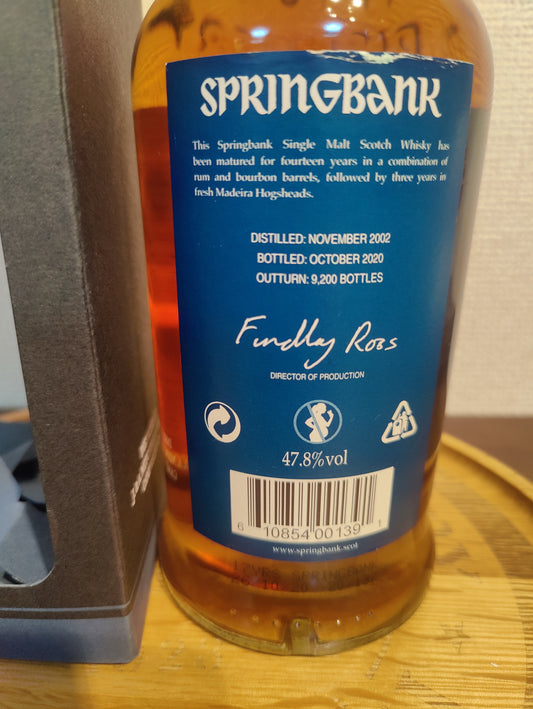 SPRINGBANK
This Springbank Single Malt Scotch Whisky has
been matured for fourteen years in a combination of
rum and bourbon barrels, followed by three years in
fresh Madeira Hogsheads.
DISTILLED: NOVEMBER 2002
BOTTLED: OCTOBER 2020
OUTTURN: 9,200 BOTTLES
Findlay Ross
DIRECTOR OF PRODUCTION
47.8%vol
6 10854 00139 1
www.springbank.scot
17YRS SPRINGBANK